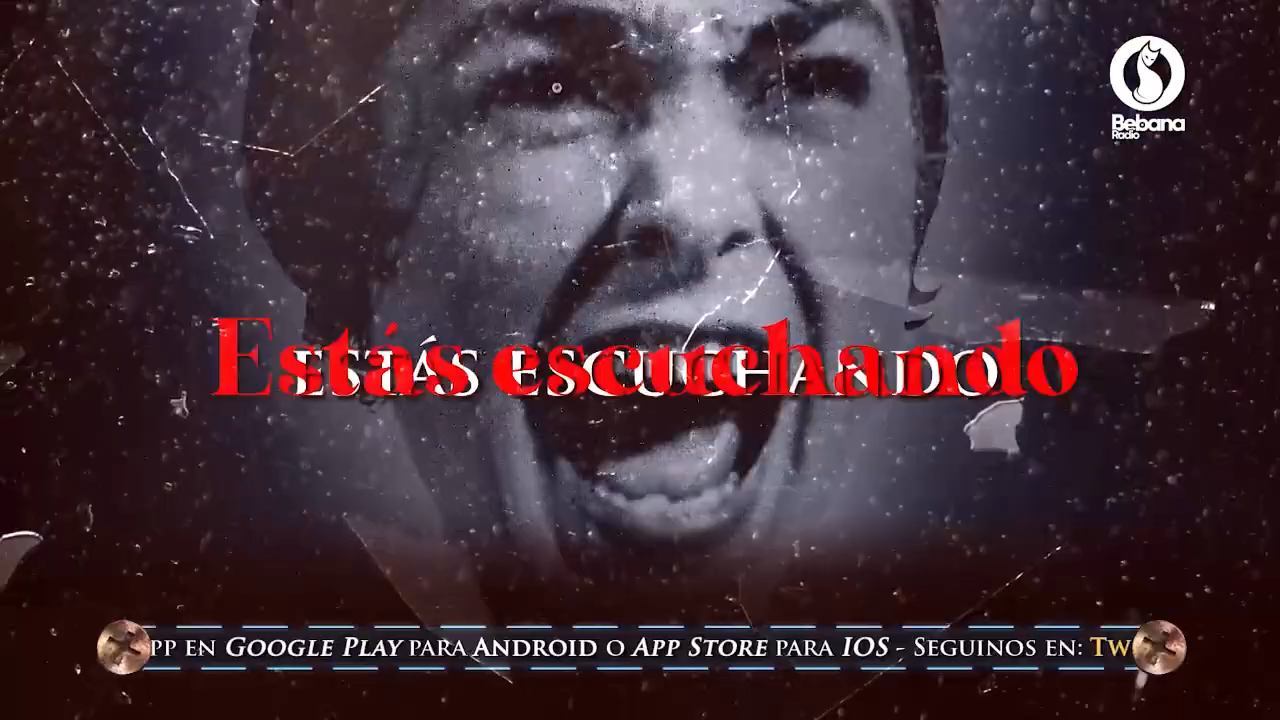 Bebana
Radio
Estás escuchando
ESTÁS ESCUCHANDO
PP EN GOOGLE PLAY PARA ANDROID O APP STORE PARA IOS - SEGUINOS EN: TW